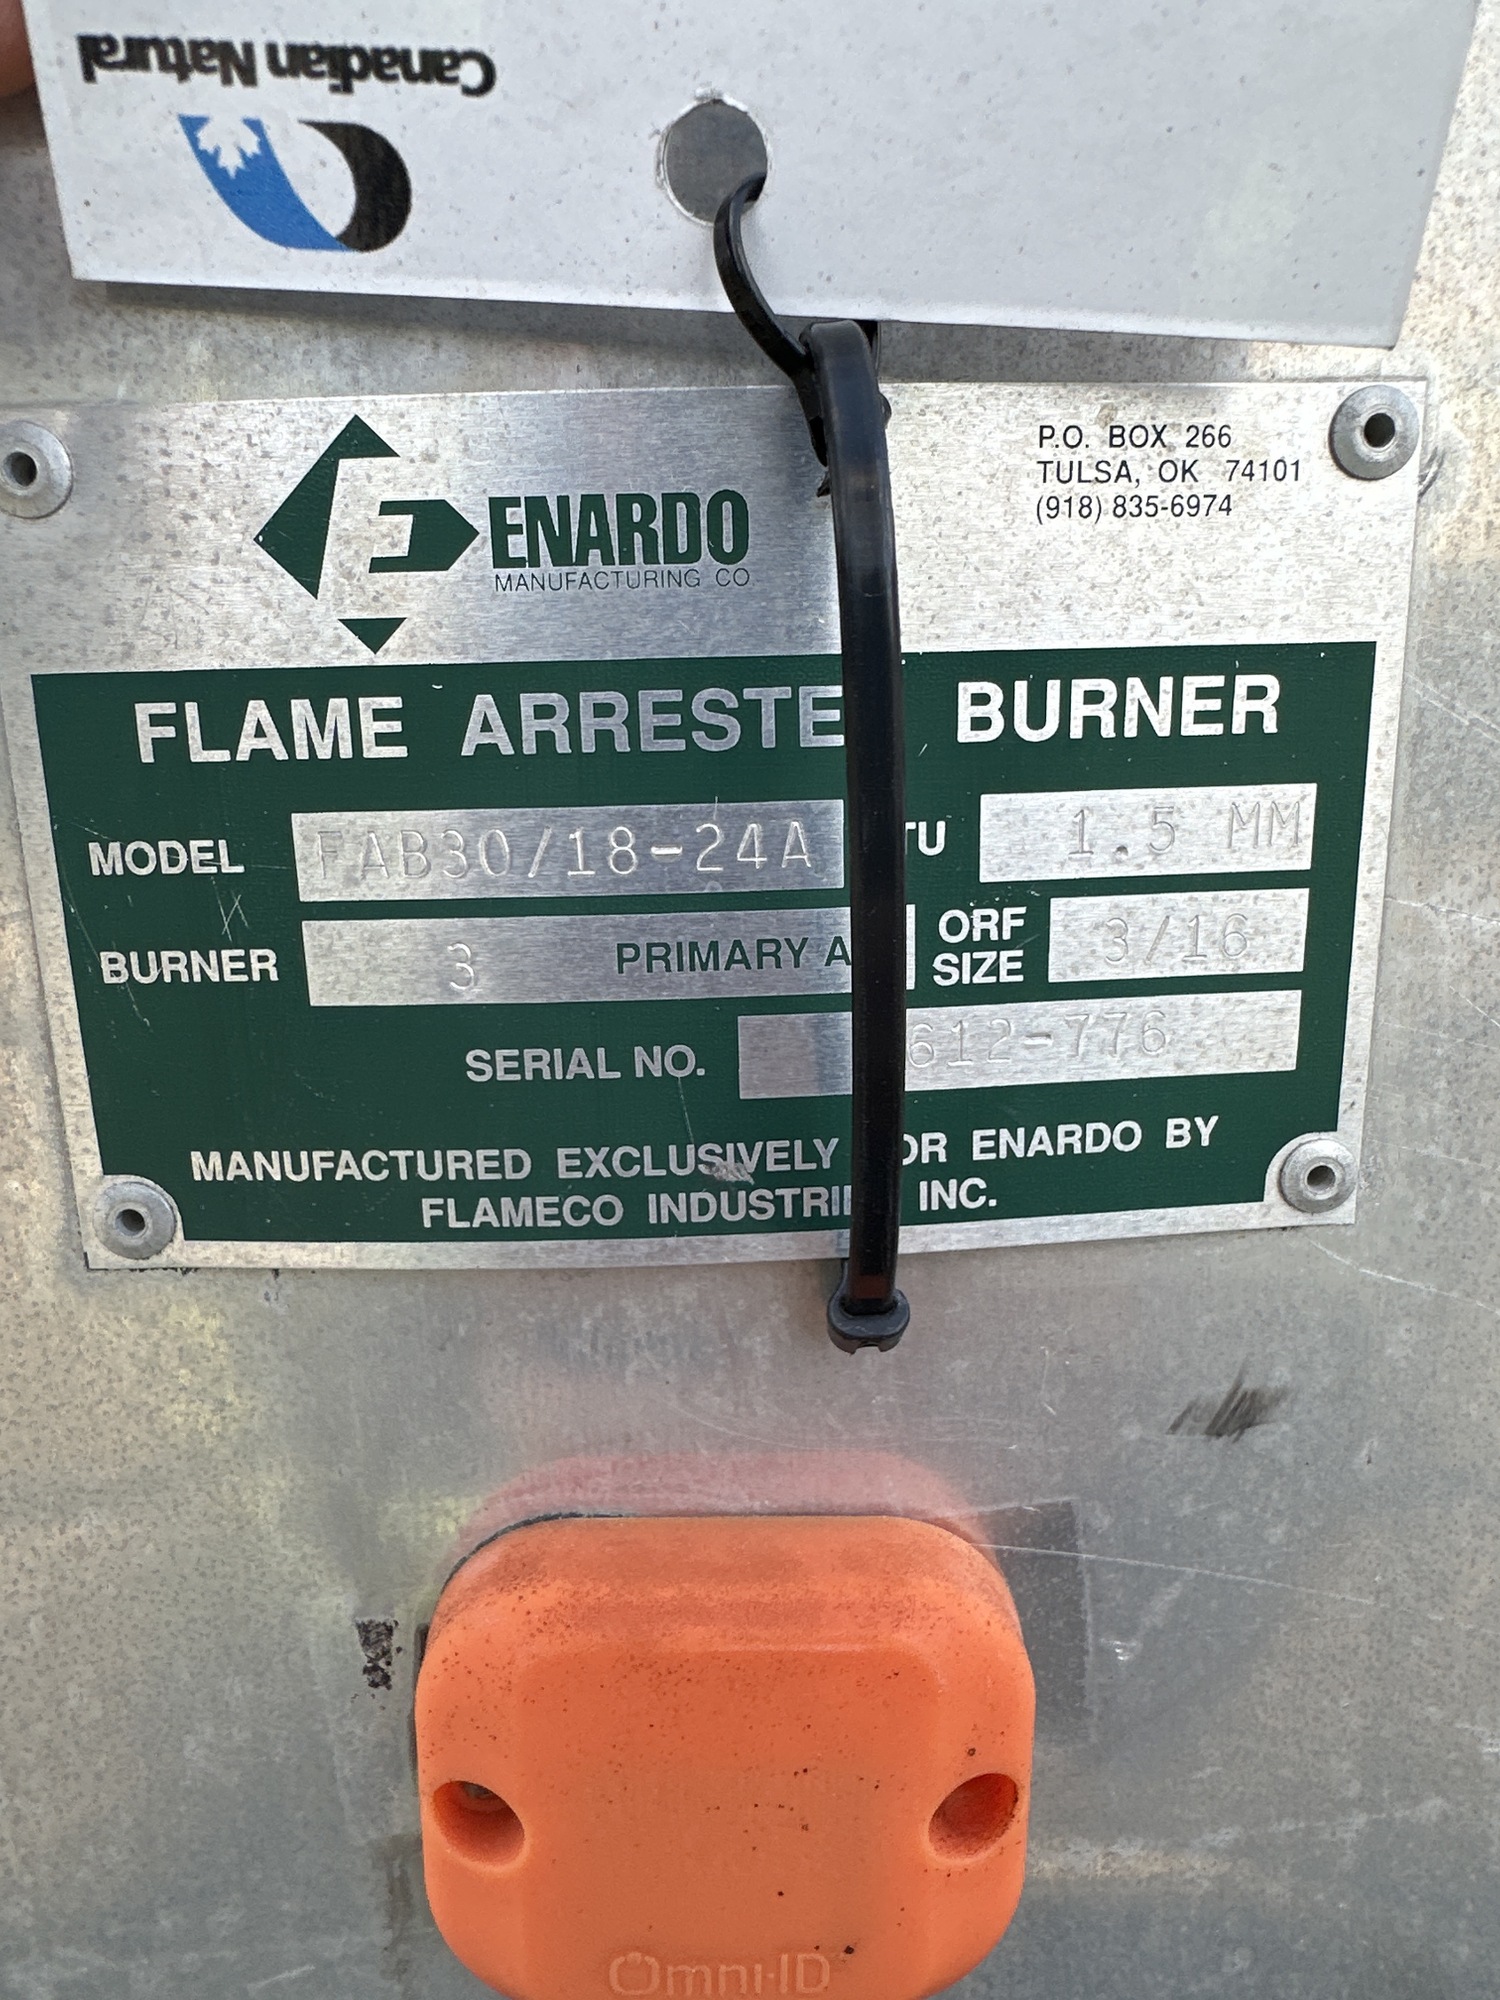 Canadian Natural
ENARDO
MANUFACTURING CO
P.O. BOX 266
TULSA, OK 74101
(918) 835-6974
FLAME ARRESTE BURNER
MODEL FAB30/18-24A TU 1.5 MM
BURNER 3 PRIMARY A ORF SIZE 3/16
SERIAL NO. 612-776
MANUFACTURED EXCLUSIVELY OR ENARDO BY
FLAMECO INDUSTRI INC.
Omni-ID